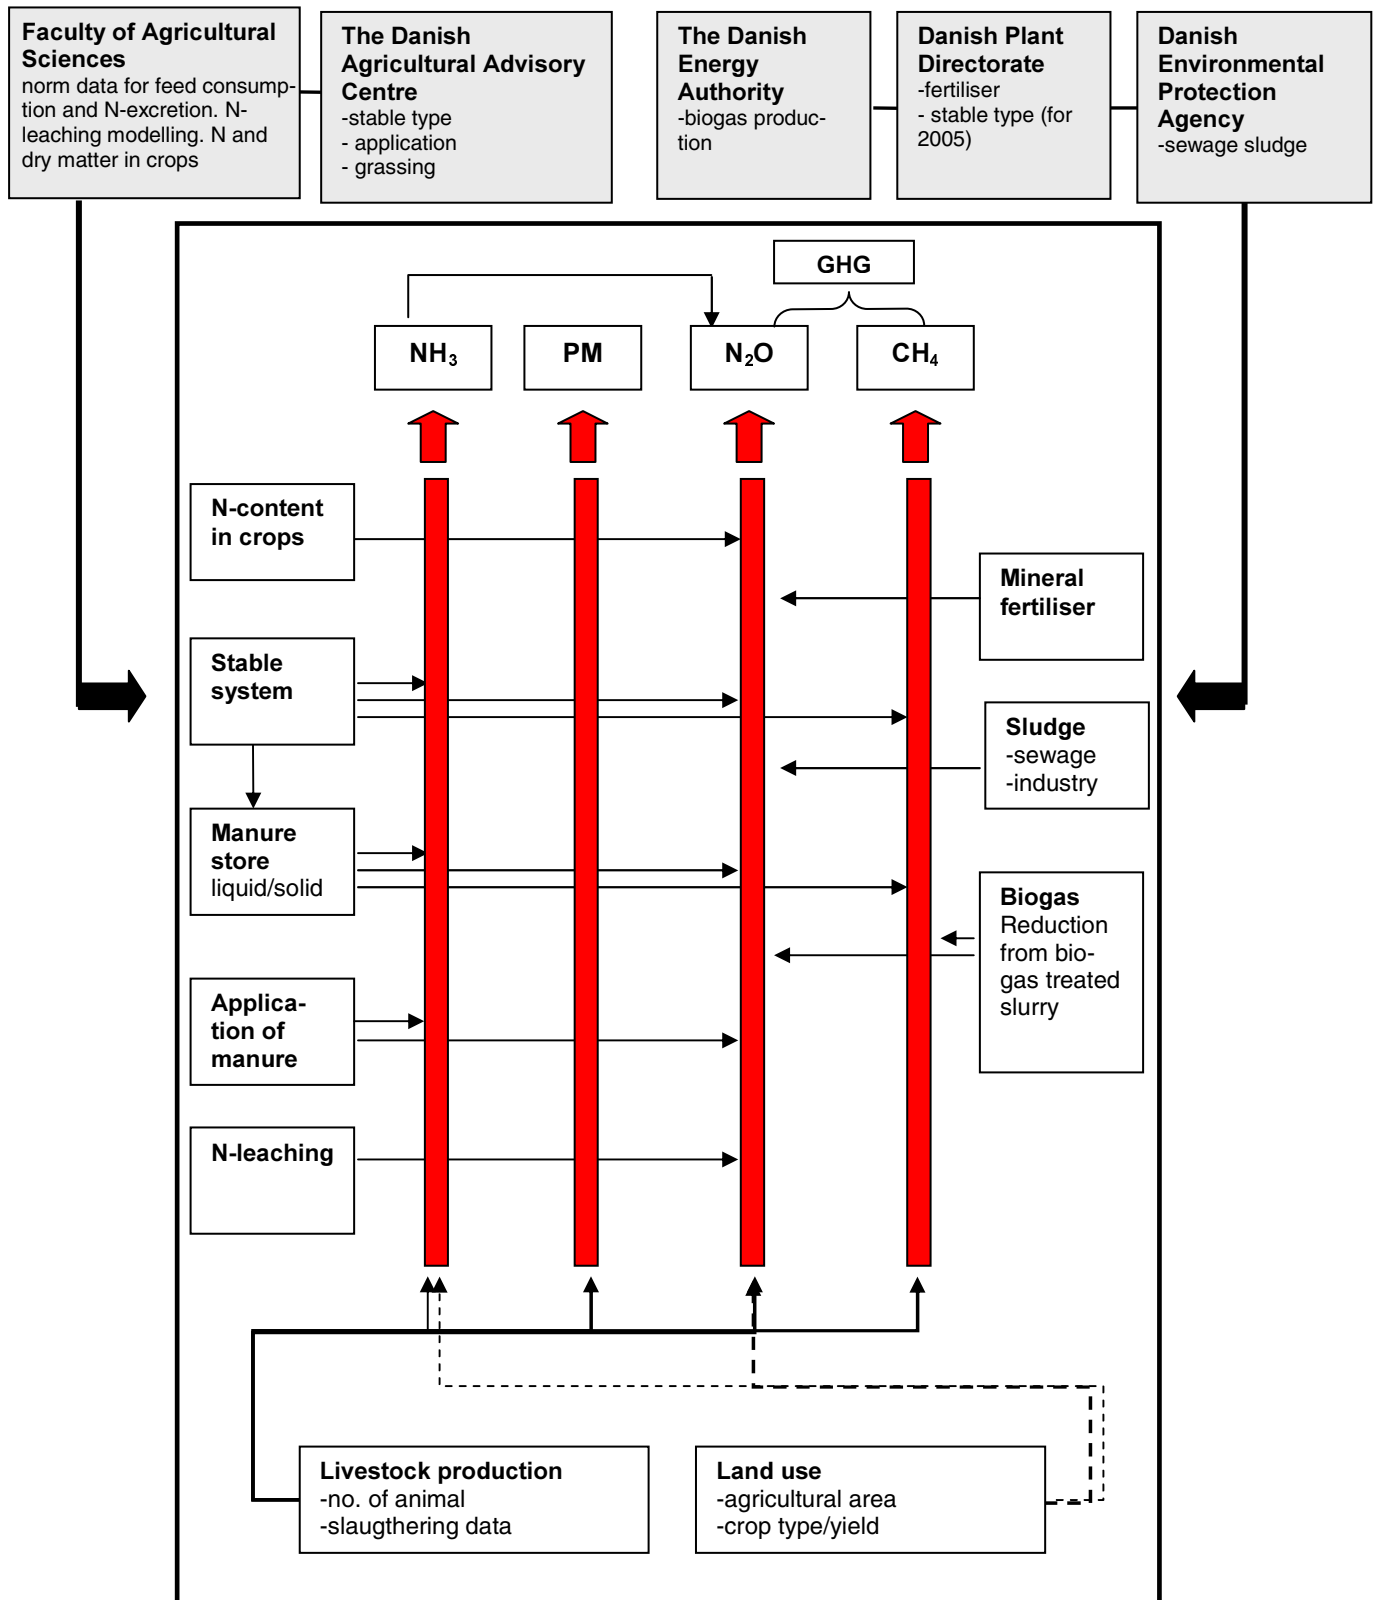 Faculty of Agricultural
Sciences
norm data for feed consump-
tion and N-excretion. N-
leaching modelling. N and
dry matter in crops
The Danish
Agricultural Advisory
Centre
-stable type
- application
- grassing
The Danish
Energy
Authority
-biogas produc-
tion
Danish Plant
Directorate
-fertiliser
- stable type (for
2005)
Danish
Environmental
Protection
Agency
-sewage sludge
GHG
NH₃
PM
N₂O
CH₄
N-content
in crops
Mineral
fertiliser
Stable
system
Sludge
-sewage
-industry
Manure
store
liquid/solid
Biogas
Reduction
from bio-
gas treated
slurry
Applica-
tion of
manure
N-leaching
Livestock production
-no. of animal
-slaugthering data
Land use
-agricultural area
-crop type/yield